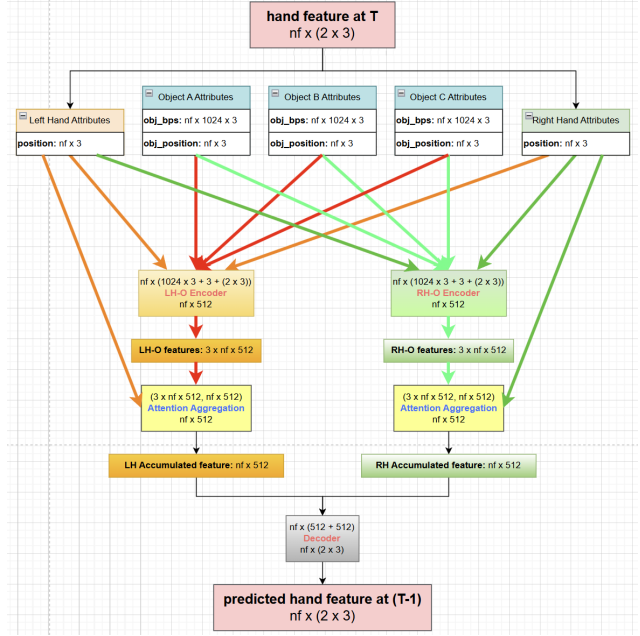 hand feature at T
nf x (2 x 3)
Left Hand Attributes
position: nf x 3
Object A Attributes
obj_bps: nf x 1024 x 3
obj_position: nf x 3
Object B Attributes
obj_bps: nf x 1024 x 3
obj_position: nf x 3
Object C Attributes
obj_bps: nf x 1024 x 3
obj_position: nf x 3
Right Hand Attributes
position: nf x 3
nf x (1024 x 3 + 3 + (2 x 3))
LH-O Encoder
nf x 512
nf x (1024 x 3 + 3 + (2 x 3))
RH-O Encoder
nf x 512
LH-O features: 3 x nf x 512
RH-O features: 3 x nf x 512
(3 x nf x 512, nf x 512)
Attention Aggregation
nf x 512
(3 x nf x 512, nf x 512)
Attention Aggregation
nf x 512
LH Accumulated feature: nf x 512
RH Accumulated feature: nf x 512
nf x (512 + 512)
Decoder
nf x (2 x 3)
predicted hand feature at (T-1)
nf x (2 x 3)